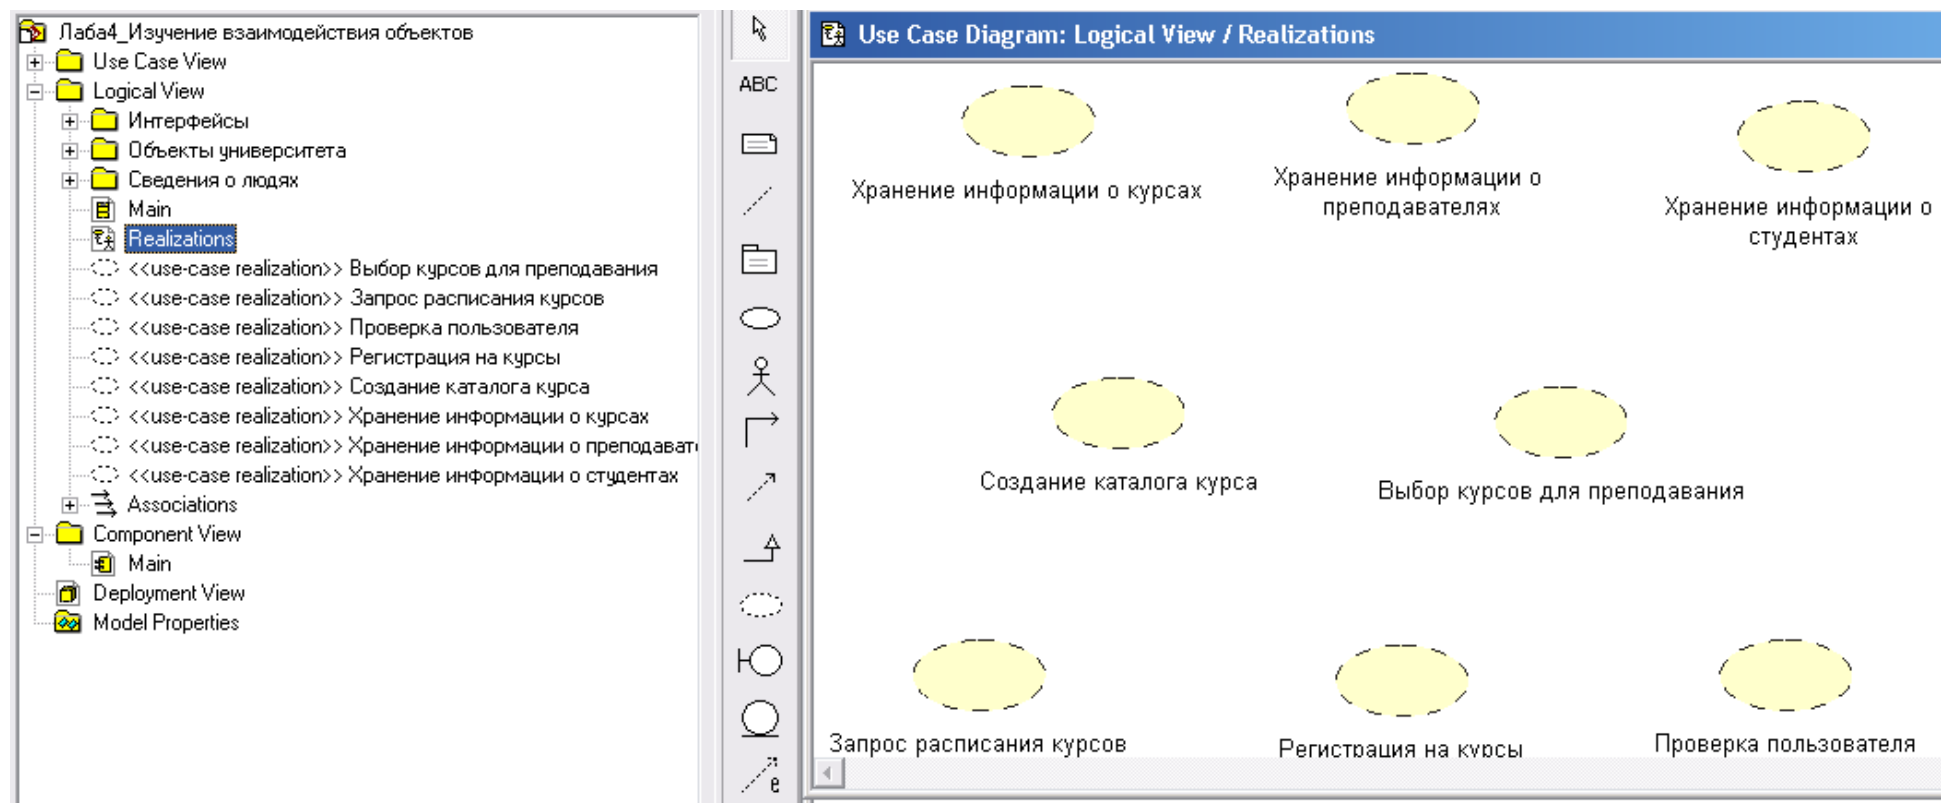 Лаба4_Изучение взаимодействия объектов
Use Case View
Logical View
Интерфейсы
Объекты университета
Сведения о людях
Main
Realizations
<<use-case realization>> Выбор курсов для преподавания
<<use-case realization>> Запрос расписания курсов
<<use-case realization>> Проверка пользователя
<<use-case realization>> Регистрация на курсы
<<use-case realization>> Создание каталога курса
<<use-case realization>> Хранение информации о курсах
<<use-case realization>> Хранение информации о преподават
<<use-case realization>> Хранение информации о студентах
Associations
Component View
Main
Deployment View
Model Properties
ABC
Use Case Diagram: Logical View / Realizations
Хранение информации о курсах
Хранение информации о
преподавателях
Хранение информации о
студентах
Создание каталога курса
Выбор курсов для преподавания
Запрос расписания курсов
Регистрация на курсы
Проверка пользователя